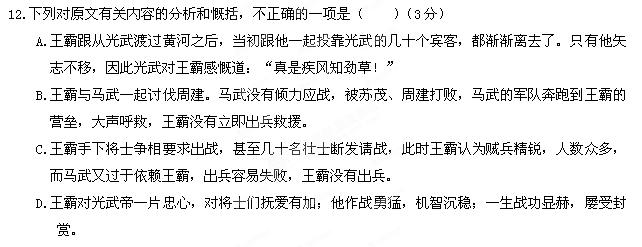 12.下列对原文有关内容的分析和慨括，不正确的一项是（　　）(3分)
A.王霸跟从光武渡过黄河之后，当初跟他一起投靠光武的几十个宾客，都渐渐离去了。只有他矢
志不移，因此光武对王霸感慨道：“真是疾风知劲草！”
B.王霸与马武一起讨伐周建。马武没有倾力应战，被苏茂、周建打败，马武的军队奔跑到王霸的
营垒，大声呼救，王霸没有立即出兵救援。
C.王霸手下将士争相要求出战，甚至几十名壮士断发请战，此时王霸认为贼兵精锐，人数众多，
而马武又过于依赖王霸，出兵容易失败，王霸没有出兵。
D.王霸对光武帝一片忠心，对将士们抚爱有加；他作战勇猛，机智沉稳；一生战功显赫，屡受封
赏。